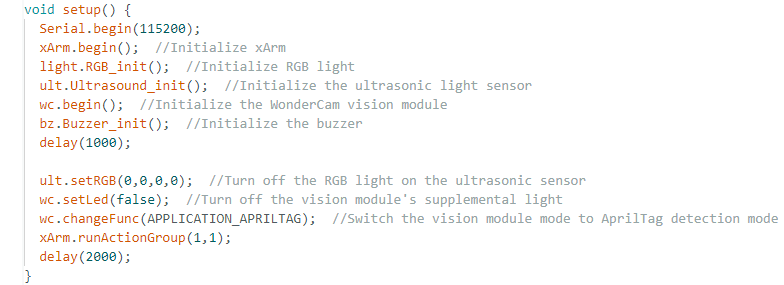 void setup() {
  Serial.begin(115200);
  xArm.begin();  //Initialize xArm
  light.RGB_init();  //Initialize RGB light
  ult.Ultrasound_init();  //Initialize the ultrasonic light sensor
  wc.begin();  //Initialize the WonderCam vision module
  bz.Buzzer_init();  //Initialize the buzzer
  delay(1000);

  ult.setRGB(0,0,0,0);  //Turn off the RGB light on the ultrasonic sensor
  wc.setLed(false);  //Turn off the vision module's supplemental light
  wc.changeFunc(APPLICATION_APRILTAG);  //Switch the vision module mode to AprilTag detection mode
  xArm.runActionGroup(1,1);
  delay(2000);
}